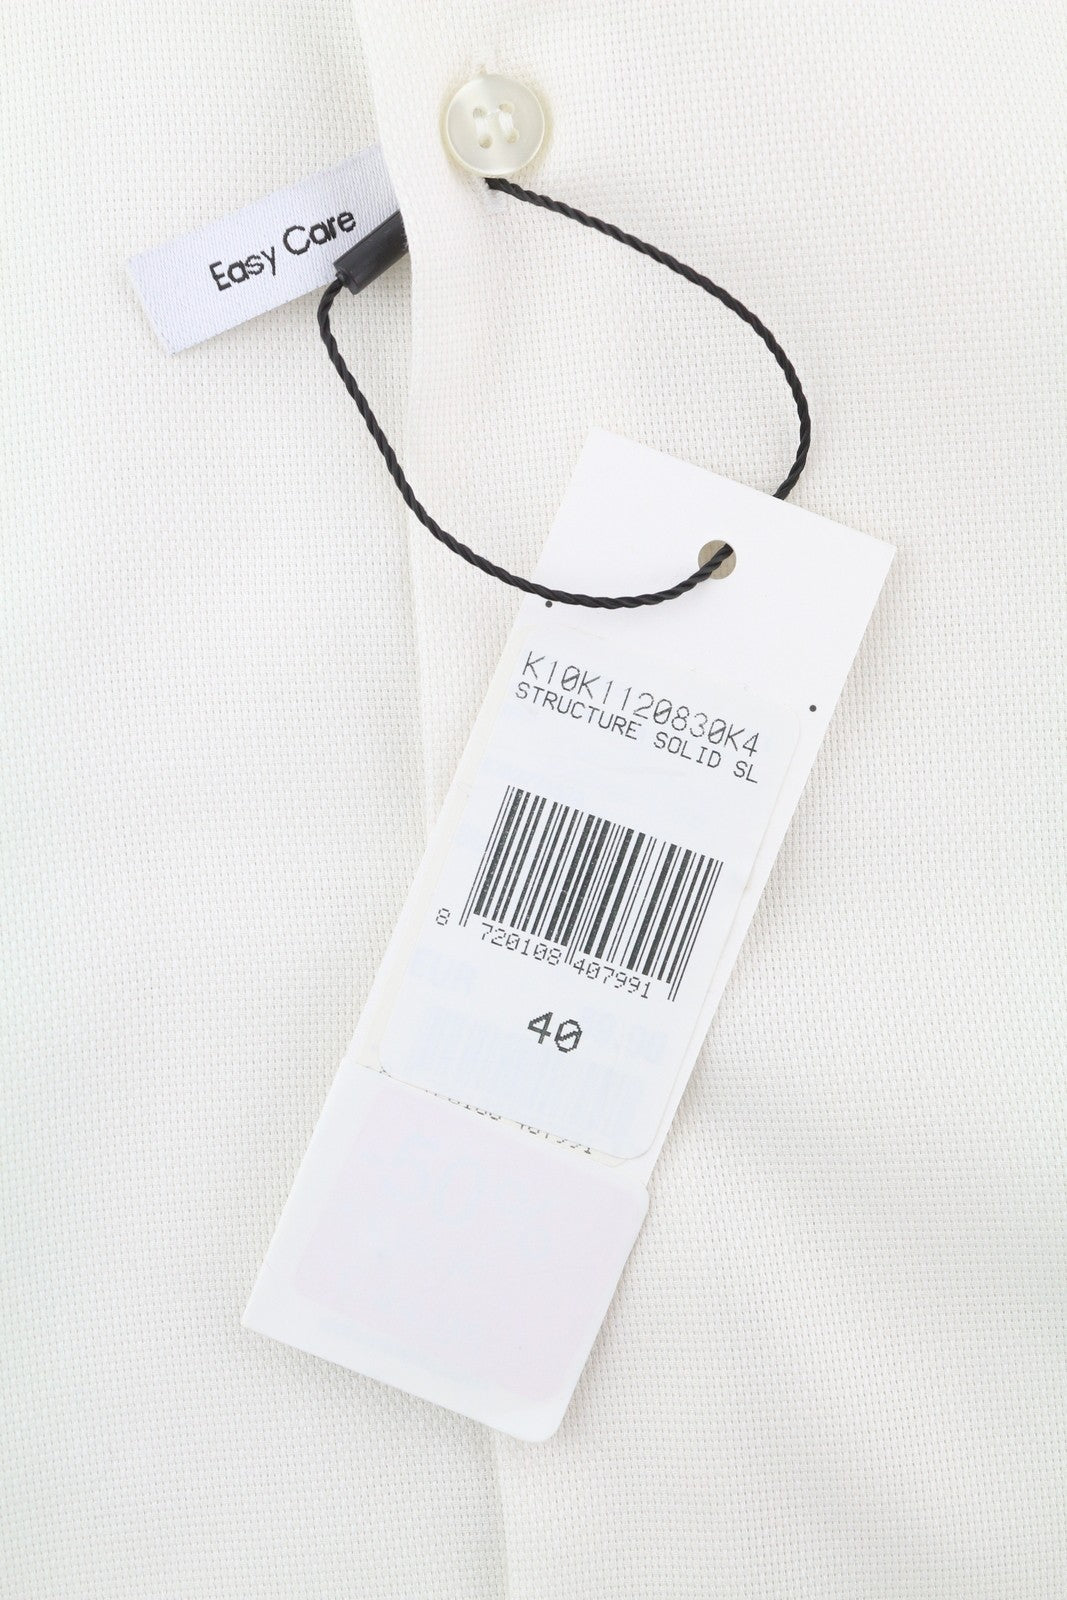 Easy Care
K10K1120830K4
STRUCTURE SOLID SL
8 720108 407991
40